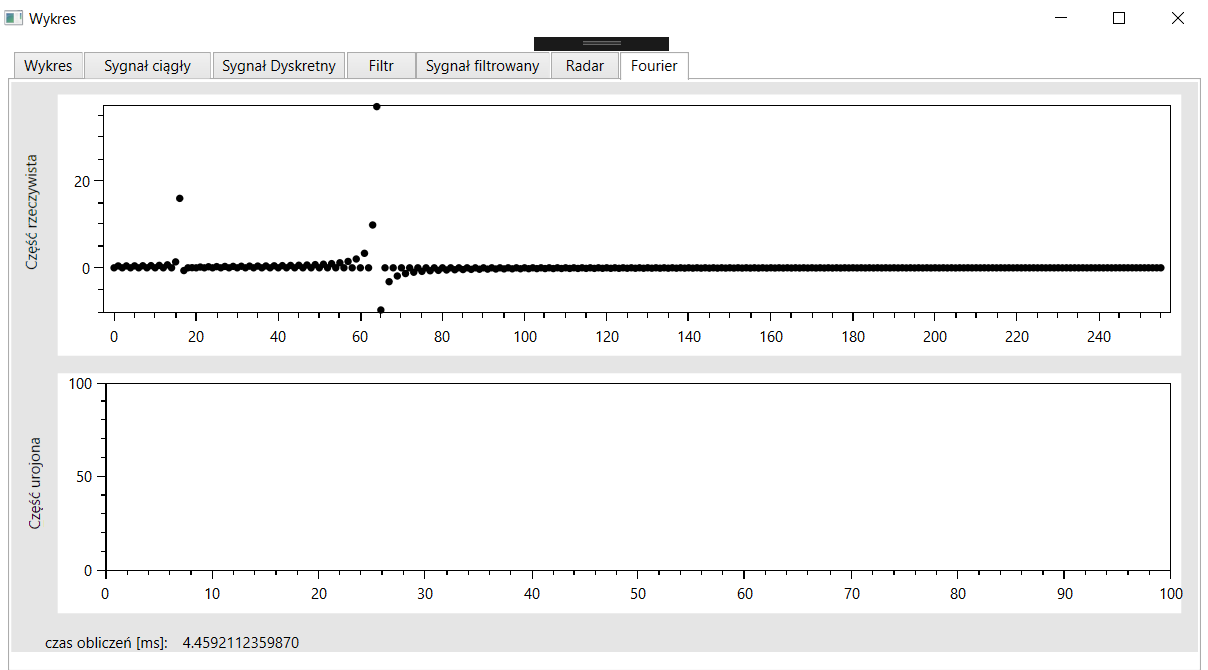 Wykres
Wykres Sygnał ciągły Sygnał Dyskretny Filtr Sygnał filtrowany Radar Fourier
Część rzeczywista
20
0
0 20 40 60 80 100 120 140 160 180 200 220 240
Część urojona
100
50
0
0 10 20 30 40 50 60 70 80 90 100
czas obliczeń [ms]: 4.4592112359870